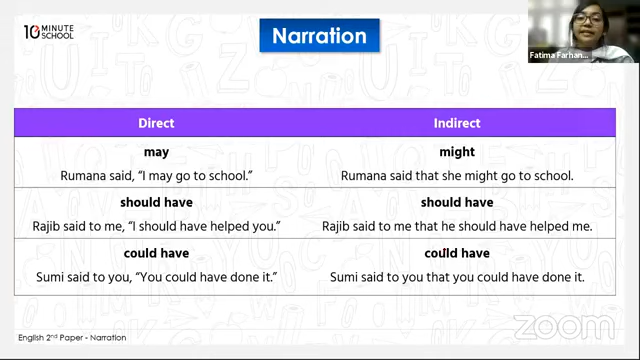 10 MINUTE
SCHOOL
Narration
Fatima Farhan...
Direct Indirect
may might
Rumana said, “I may go to school.” Rumana said that she might go to school.
should have should have
Rajib said to me, “I should have helped you.” Rajib said to me that he should have helped me.
could have could have
Sumi said to you, “You could have done it.” Sumi said to you that you could have done it.
English 2nd Paper - Narration
zoom